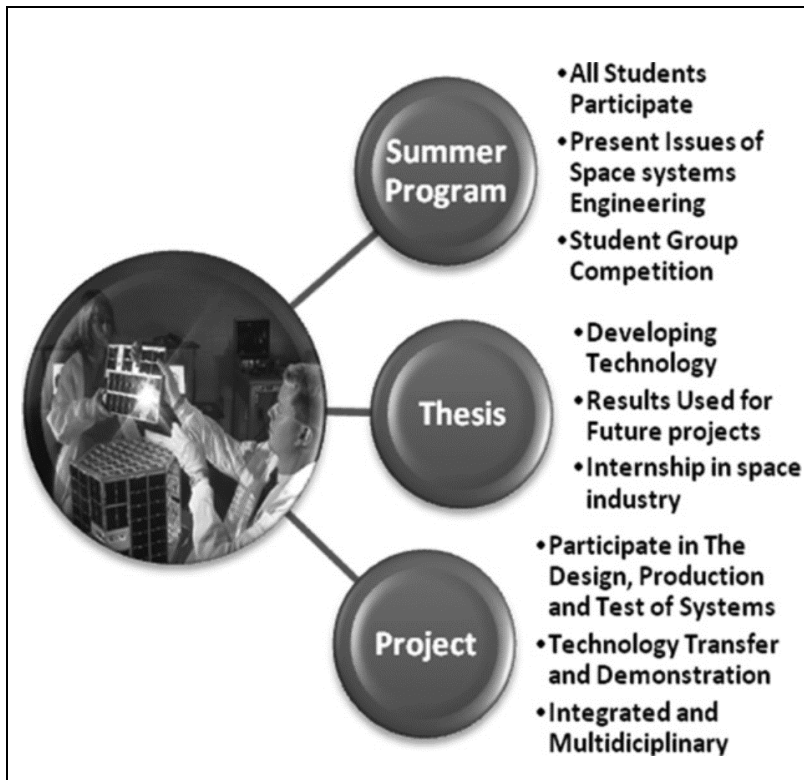 Summer
Program
•All Students
Participate
•Present Issues of
Space systems
Engineering
•Student Group
Competition
Thesis
•Developing
Technology
•Results Used for
Future projects
•Internship in space
industry
Project
•Participate in The
Design, Production
and Test of Systems
•Technology Transfer
and Demonstration
•Integrated and
Multidiciplinary